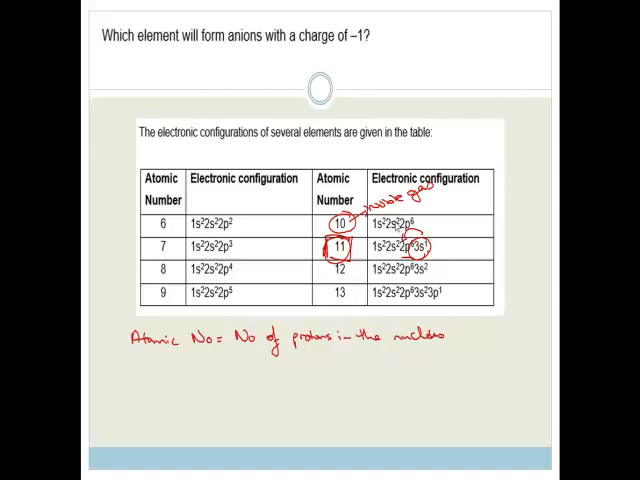 Which element will form anions with a charge of –1?
The electronic configurations of several elements are given in the table:
Atomic Number Electronic configuration Atomic Number Electronic configuration
noble gas
6 1s²2s²2p² 10 1s²2s²2p⁶
7 1s²2s²2p³ 11 1s²2s²2p⁶3s¹
8 1s²2s²2p⁴ 12 1s²2s²2p⁶3s²
9 1s²2s²2p⁵ 13 1s²2s²2p⁶3s²3p¹
Atomic No = No of protons in the nucleus